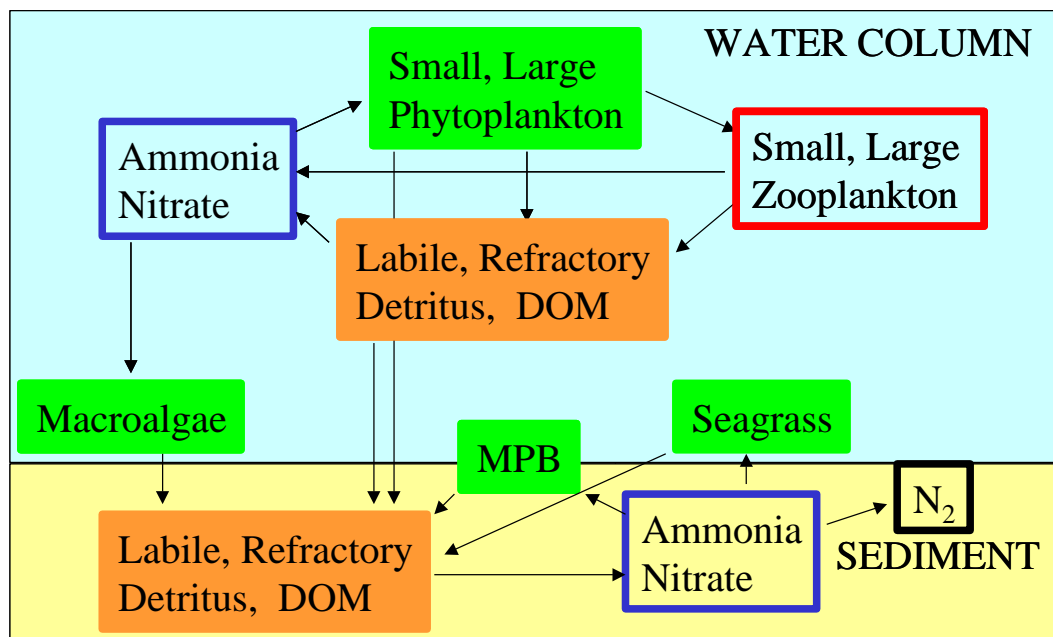 WATER COLUMN
Small, Large
Phytoplankton
Ammonia
Nitrate
Small, Large
Zooplankton
Labile, Refractory
Detritus, DOM
Macroalgae
Seagrass
MPB
N₂
Ammonia
Nitrate
SEDIMENT
Labile, Refractory
Detritus, DOM